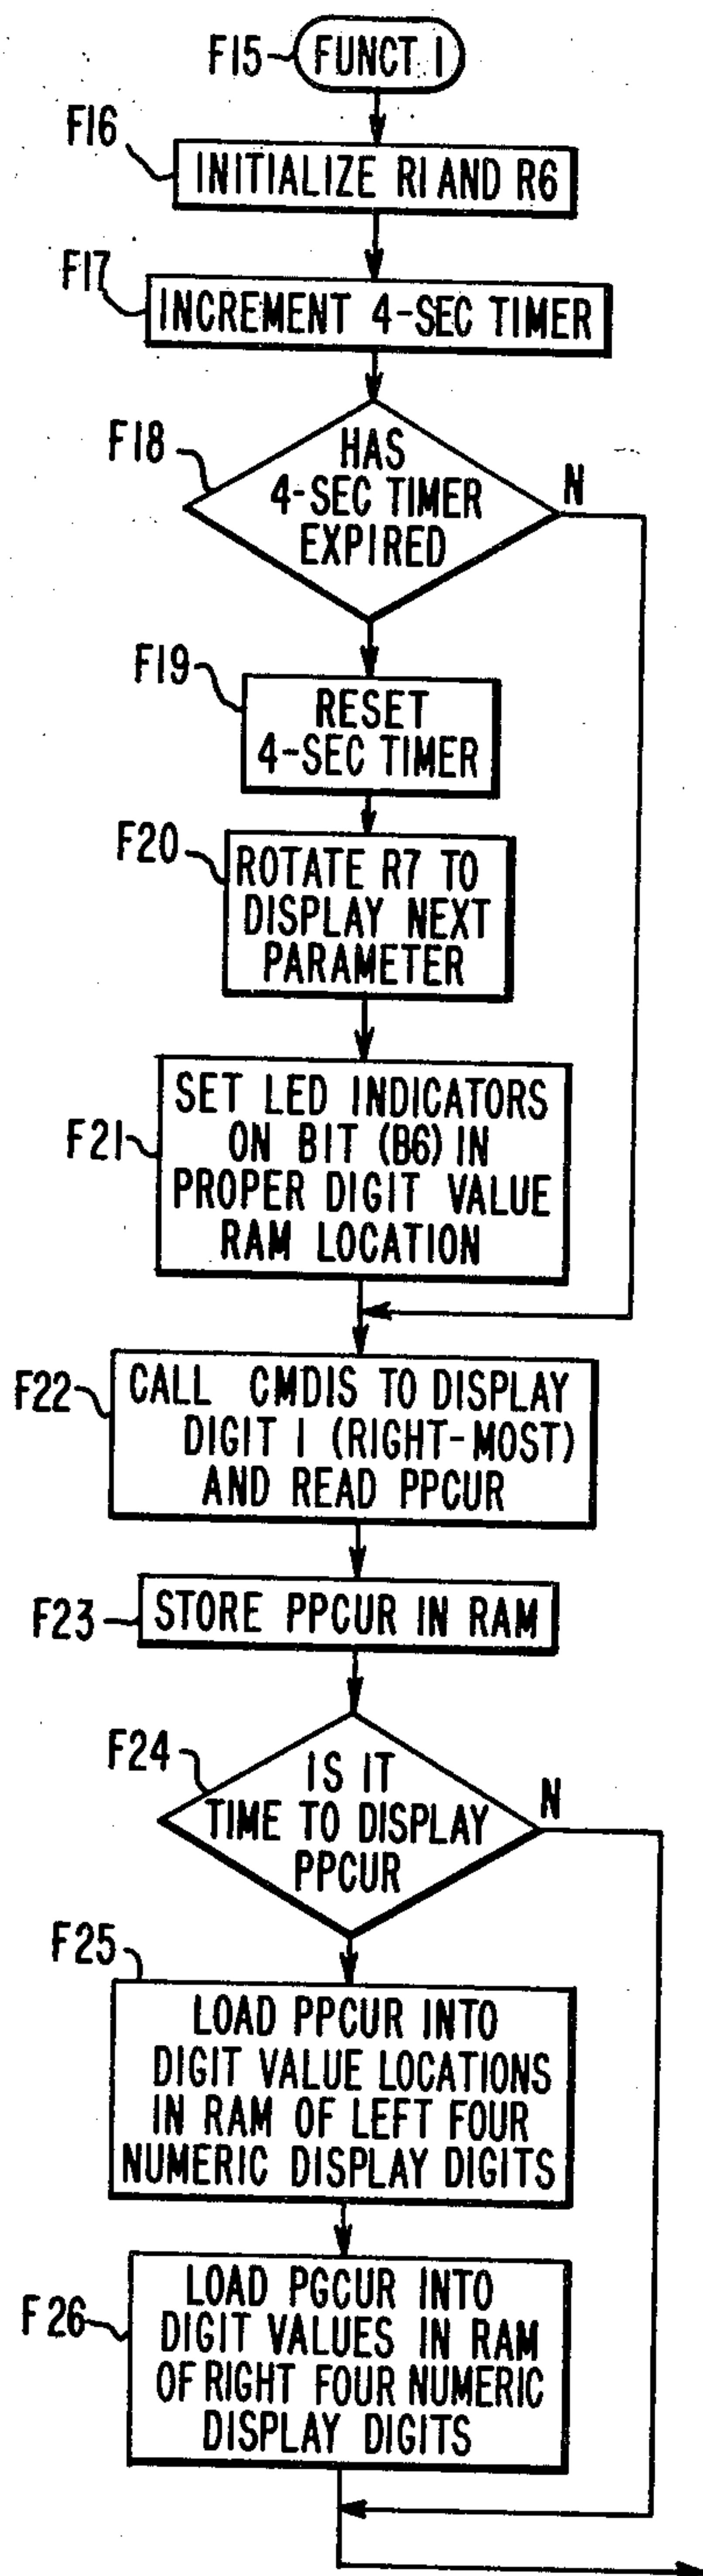 F15
FUNCT 1
F16
INITIALIZE R1 AND R6
F17
INCREMENT 4-SEC TIMER
F18
HAS
4-SEC TIMER
EXPIRED
N
F19
RESET
4-SEC TIMER
F20
ROTATE R7 TO
DISPLAY NEXT
PARAMETER
F21
SET LED INDICATORS
ON BIT (B6) IN
PROPER DIGIT VALUE
RAM LOCATION
F22
CALL CMDIS TO DISPLAY
DIGIT 1 (RIGHT-MOST)
AND READ PPCUR
F23
STORE PPCUR IN RAM
F24
IS IT
TIME TO DISPLAY
PPCUR
N
F25
LOAD PPCUR INTO
DIGIT VALUE LOCATIONS
IN RAM OF LEFT FOUR
NUMERIC DISPLAY DIGITS
F26
LOAD PGCUR INTO
DIGIT VALUES IN RAM
OF RIGHT FOUR NUMERIC
DISPLAY DIGITS